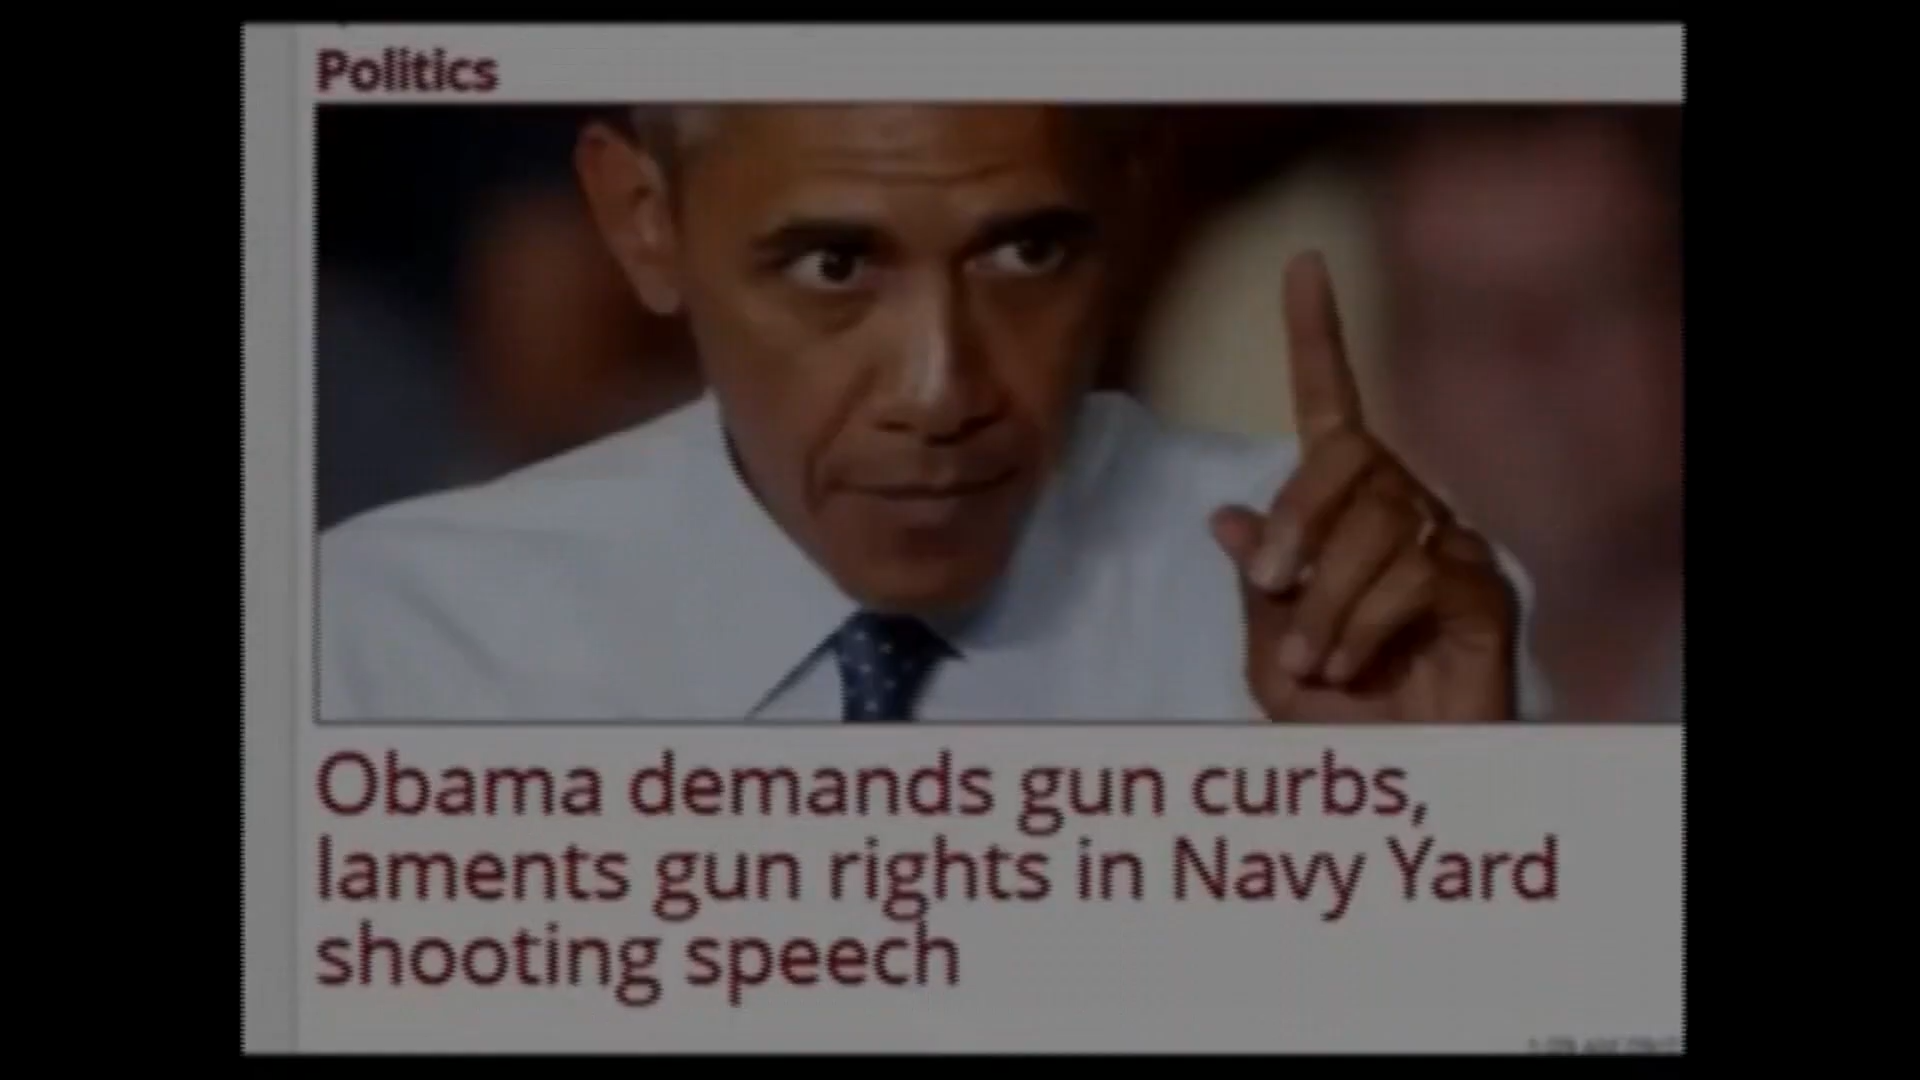 Politics
Obama demands gun curbs,
laments gun rights in Navy Yard
shooting speech